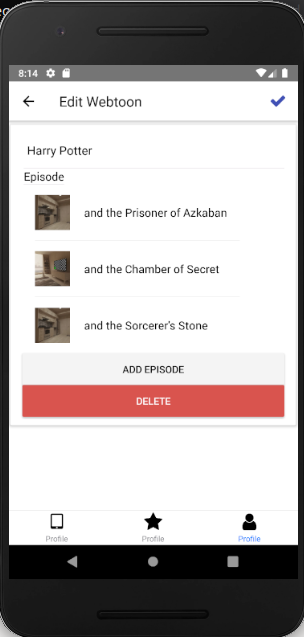 8:14
Edit Webtoon
Harry Potter
Episode
and the Prisoner of Azkaban
and the Chamber of Secret
and the Sorcerer's Stone
ADD EPISODE
DELETE
Profile Profile Profile